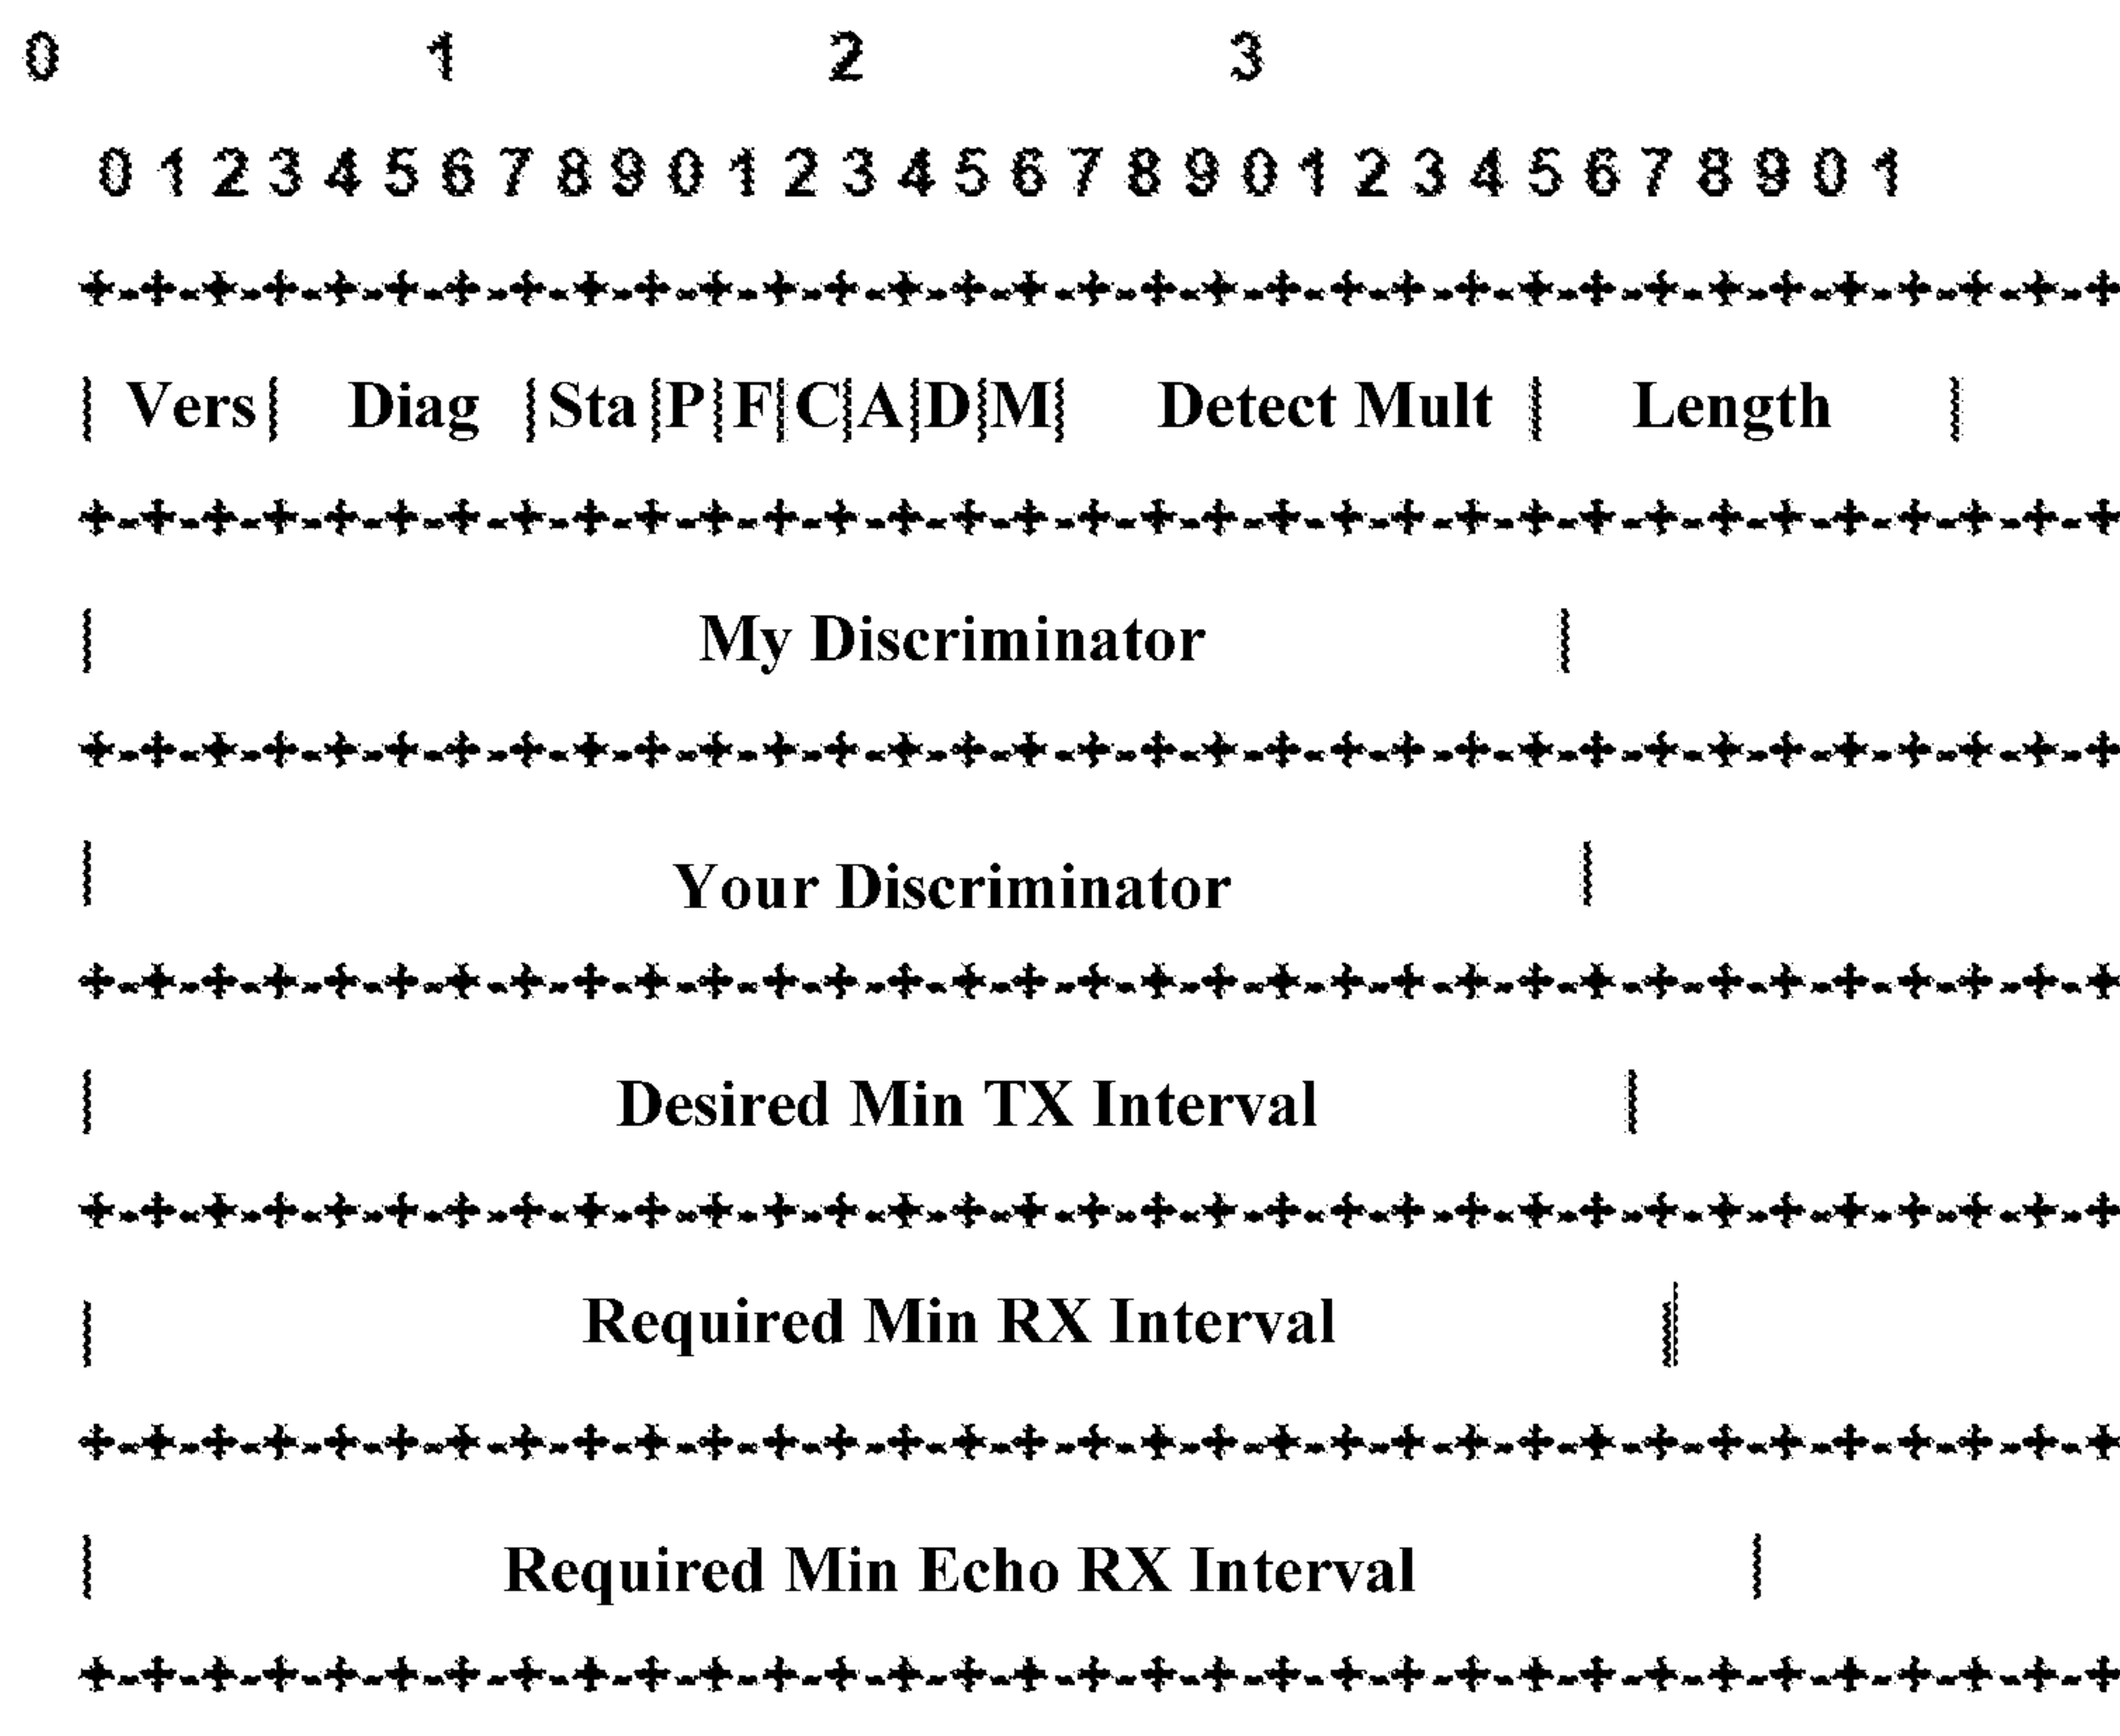 0 1 2 3
0 1 2 3 4 5 6 7 8 9 0 1 2 3 4 5 6 7 8 9 0 1 2 3 4 5 6 7 8 9 0 1
+-+-+-+-+-+-+-+-+-+-+-+-+-+-+-+-+-+-+-+-+-+-+-+-+-+-+-+-+-+-+-+-+
| Vers | Diag |Sta|P|F|C|A|D|M| Detect Mult | Length |
+-+-+-+-+-+-+-+-+-+-+-+-+-+-+-+-+-+-+-+-+-+-+-+-+-+-+-+-+-+-+-+-+
| My Discriminator |
+-+-+-+-+-+-+-+-+-+-+-+-+-+-+-+-+-+-+-+-+-+-+-+-+-+-+-+-+-+-+-+-+
| Your Discriminator |
+-+-+-+-+-+-+-+-+-+-+-+-+-+-+-+-+-+-+-+-+-+-+-+-+-+-+-+-+-+-+-+-+
| Desired Min TX Interval |
+-+-+-+-+-+-+-+-+-+-+-+-+-+-+-+-+-+-+-+-+-+-+-+-+-+-+-+-+-+-+-+-+
| Required Min RX Interval |
+-+-+-+-+-+-+-+-+-+-+-+-+-+-+-+-+-+-+-+-+-+-+-+-+-+-+-+-+-+-+-+-+
| Required Min Echo RX Interval |
+-+-+-+-+-+-+-+-+-+-+-+-+-+-+-+-+-+-+-+-+-+-+-+-+-+-+-+-+-+-+-+-+